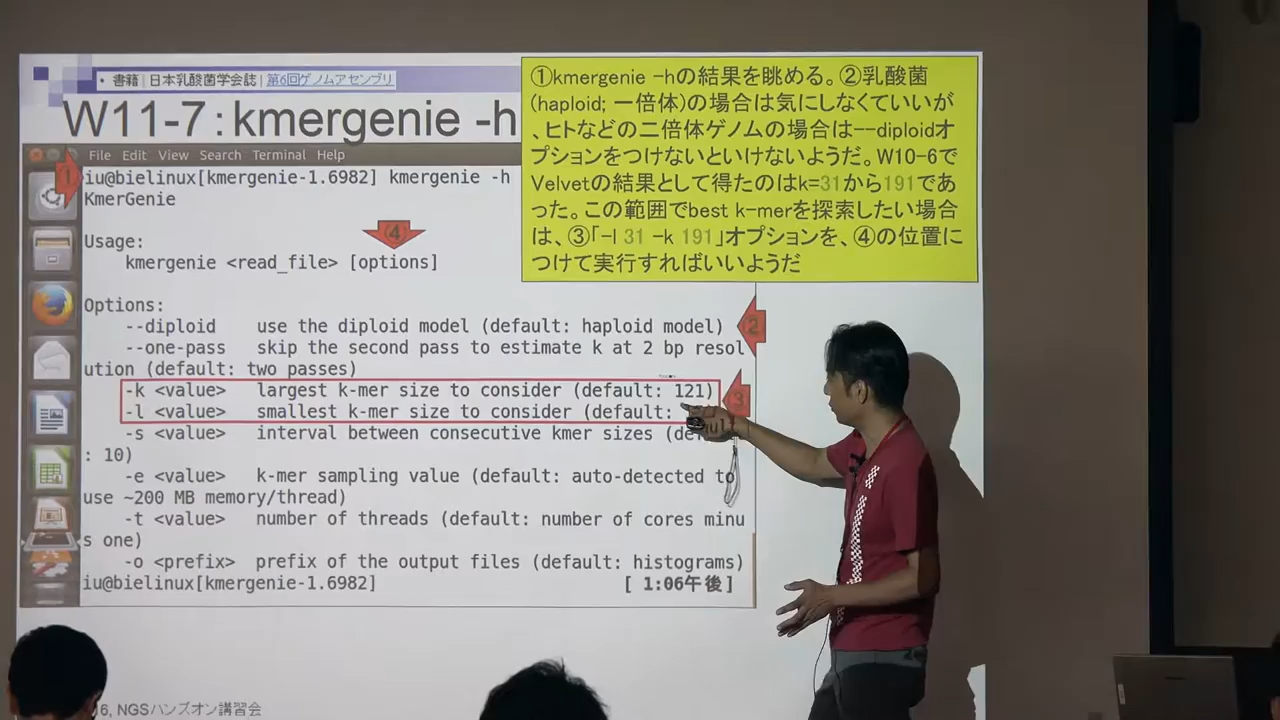 • 書籍 | 日本乳酸菌学会誌 | 第6回ゲノムアセンブリ
W11-7：kmergenie -h
①kmergenie -hの結果を眺める。②乳酸菌
(haploid; 一倍体)の場合は気にしなくていいが
、ヒトなどの二倍体ゲノムの場合は--diploidオ
プションをつけないといけないようだ。W10-6で
Velvetの結果として得たのはk=31から191であ
った。この範囲でbest k-merを探索したい場合
は、③「-l 31 -k 191」オプションを、④の位置に
つけて実行すればいいようだ
File Edit View Search Terminal Help
①
iu@bielinux[kmergenie-1.6982] kmergenie -h
KmerGenie
Usage:
④
kmergenie <read_file> [options]
Options:
--diploid use the diploid model (default: haploid model)
②
--one-pass skip the second pass to estimate k at 2 bp resol
ution (default: two passes)
-k <value> largest k-mer size to consider (default: 121)
③
-l <value> smallest k-mer size to consider (default:
-s <value> interval between consecutive kmer sizes (default
: 10)
-e <value> k-mer sampling value (default: auto-detected to
use ~200 MB memory/thread)
-t <value> number of threads (default: number of cores minu
s one)
-o <prefix> prefix of the output files (default: histograms)
iu@bielinux[kmergenie-1.6982] [ 1:06午後]
16, NGSハンズオン講習会